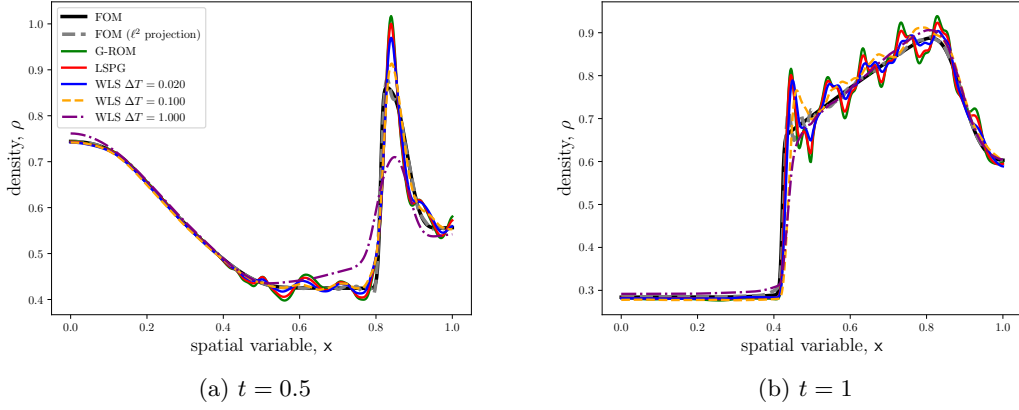 FOM
FOM (ℓ² projection)
G-ROM
LSPG
WLS ΔT = 0.020
WLS ΔT = 0.100
WLS ΔT = 1.000
density, ρ
1.0
0.9
0.8
0.7
0.6
0.5
0.4
0.0 0.2 0.4 0.6 0.8 1.0
spatial variable, x
(a) t = 0.5
density, ρ
0.9
0.8
0.7
0.6
0.5
0.4
0.3
0.0 0.2 0.4 0.6 0.8 1.0
spatial variable, x
(b) t = 1